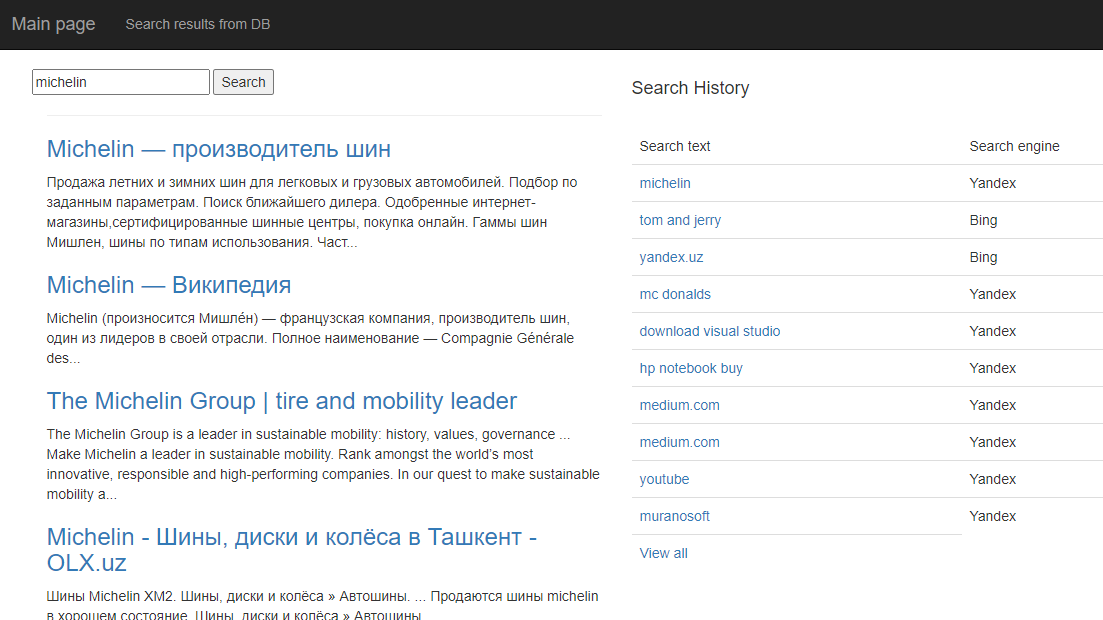 Main page
Search results from DB
michelin
Search
Michelin — производитель шин
Продажа летних и зимних шин для легковых и грузовых автомобилей. Подбор по
заданным параметрам. Поиск ближайшего дилера. Одобренные интернет-
магазины,сертифицированные шинные центры, покупка онлайн. Гаммы шин
Мишлен, шины по типам использования. Част...
Michelin — Википедия
Michelin (произносится Мишлéн) — французская компания, производитель шин,
один из лидеров в своей отрасли. Полное наименование — Compagnie Générale
des...
The Michelin Group | tire and mobility leader
The Michelin Group is a leader in sustainable mobility: history, values, governance ...
Make Michelin a leader in sustainable mobility. Rank amongst the world’s most
innovative, responsible and high-performing companies. In our quest to make sustainable
mobility a...
Michelin - Шины, диски и колёса в Ташкент -
OLX.uz
Шины Michelin XM2. Шины, диски и колёса » Автошины. ... Продаются шины michelin
в хорошем состояние. Шины, диски и колёса » Автошины
Search History
Search text Search engine
michelin Yandex
tom and jerry Bing
yandex.uz Bing
mc donalds Yandex
download visual studio Yandex
hp notebook buy Yandex
medium.com Yandex
medium.com Yandex
youtube Yandex
muranosoft Yandex
View all